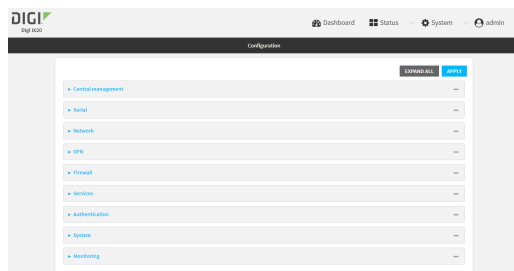 DIGI
Digi IX20
Dashboard
Status
System
admin
Configuration
EXPAND ALL
APPLY
Central management
Serial
Network
VPN
Firewall
Services
Authentication
System
Monitoring